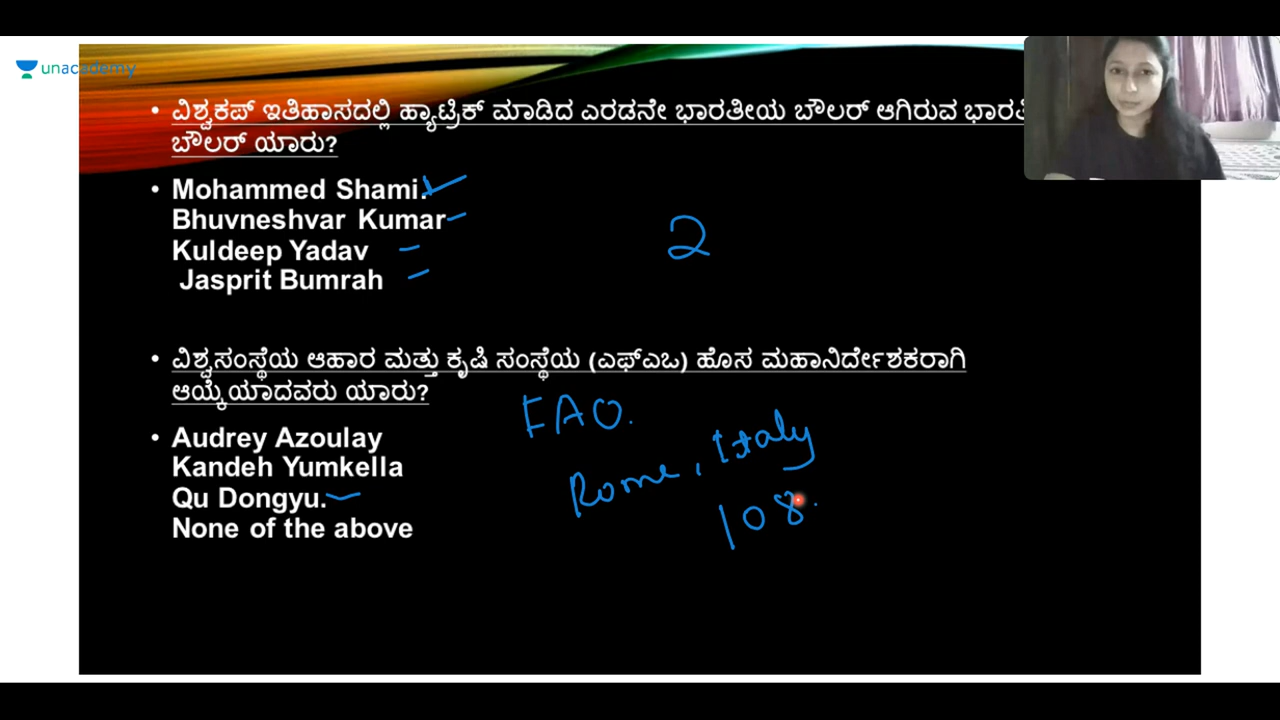 unacademy
ವಿಶ್ವಕಪ್ ಇತಿಹಾಸದಲ್ಲಿ ಹ್ಯಾಟ್ರಿಕ್ ಮಾಡಿದ ಎರಡನೇ ಭಾರತೀಯ ಬೌಲರ್ ಆಗಿರುವ
ಬೌಲರ್ ಯಾರು?
Mohammed Shami.
Bhuvneshvar Kumar
Kuldeep Yadav
Jasprit Bumrah
2
ವಿಶ್ವಸಂಸ್ಥೆಯ ಆಹಾರ ಮತ್ತು ಕೃಷಿ ಸಂಸ್ಥೆಯ (ಎಫ್ಎಒ) ಹೊಸ ಮಹಾನಿರ್ದೇಶಕರಾಗಿ
ಆಯ್ಕೆಯಾದವರು ಯಾರು?
FAO.
Audrey Azoulay
Kandeh Yumkella
Qu Dongyu.
None of the above
Rome, Italy
108.